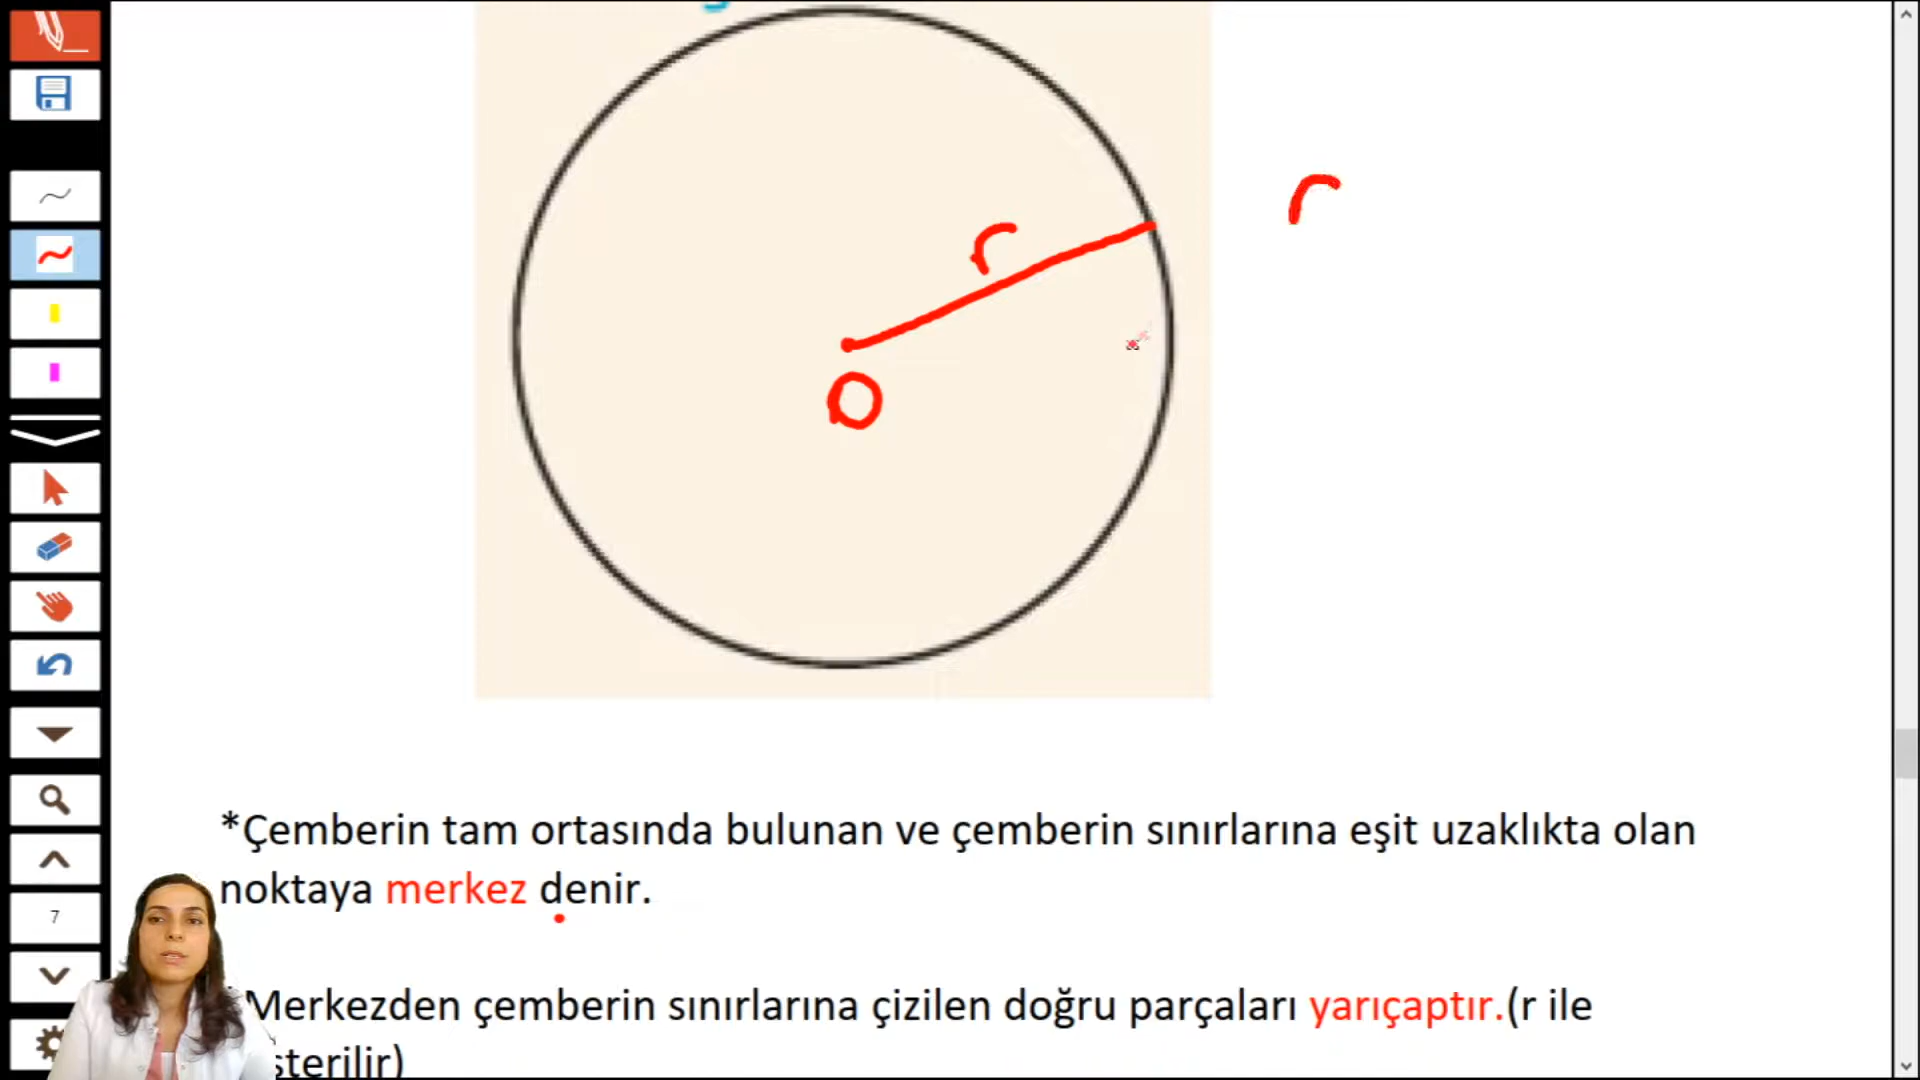 r
r
O
7
*Çemberin tam ortasında bulunan ve çemberin sınırlarına eşit uzaklıkta olan
noktaya merkez denir.
Merkezden çemberin sınırlarına çizilen doğru parçaları yarıçaptır.(r ile